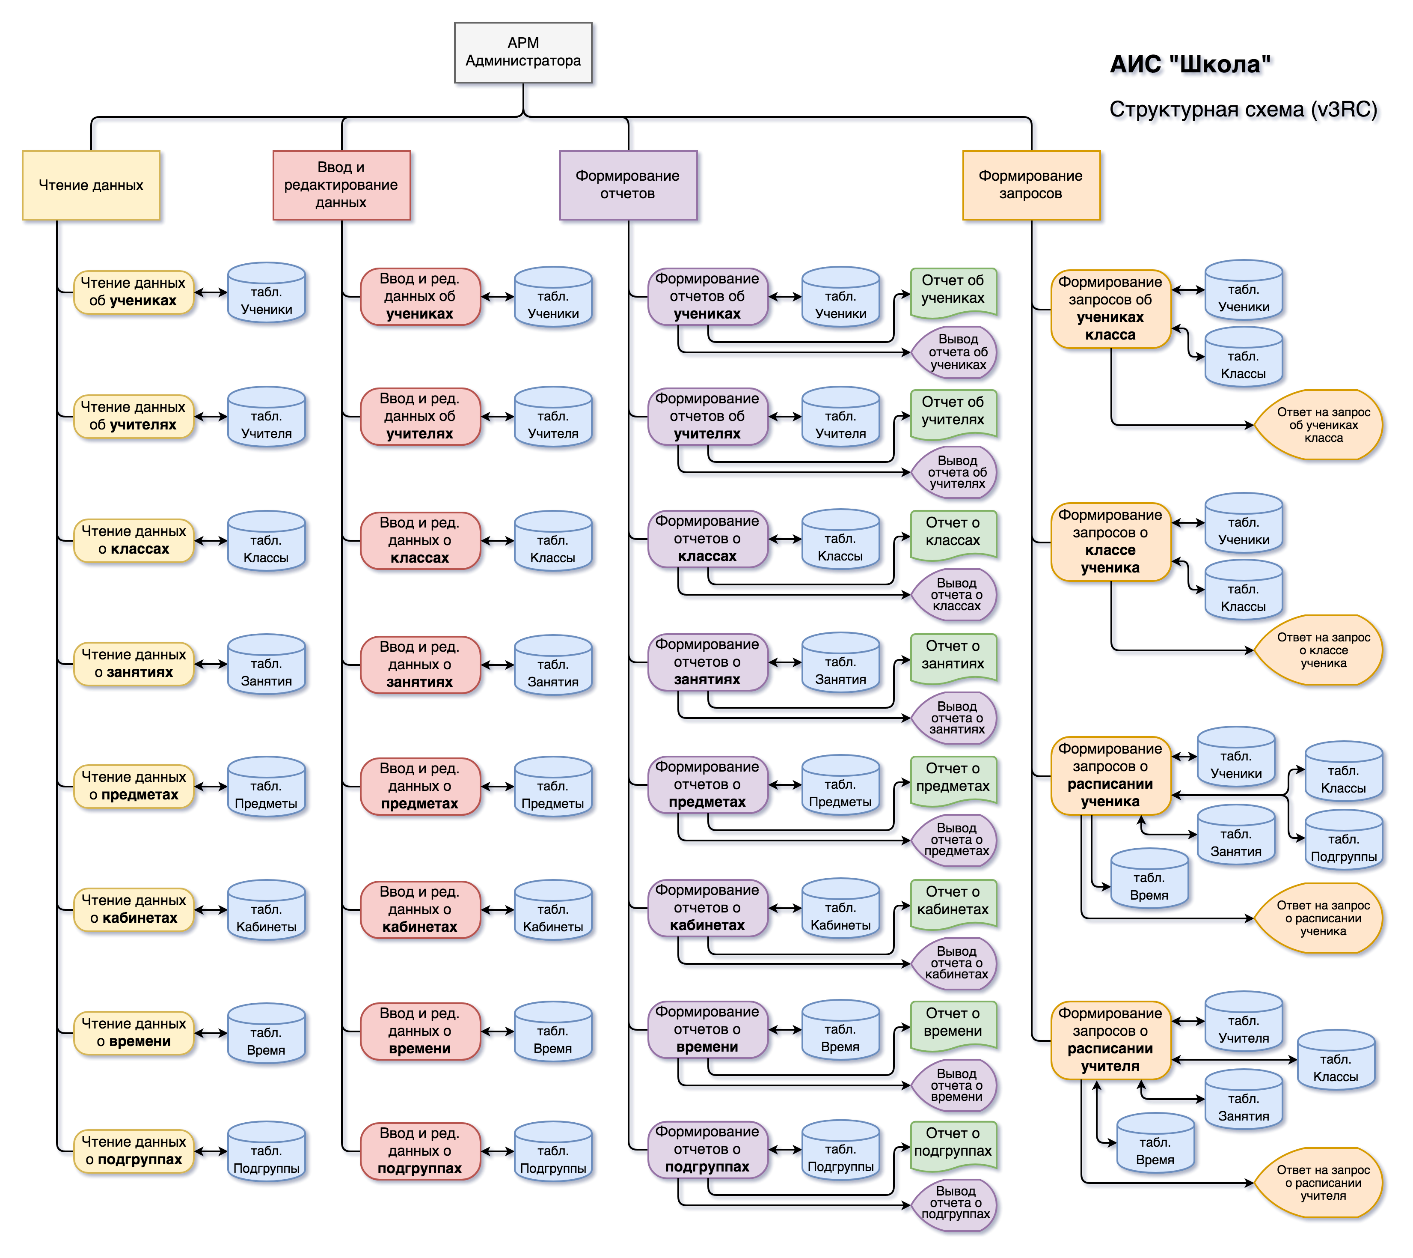 АРМ
Администратора
АИС "Школа"
Структурная схема (v3RC)
Чтение данных
Ввод и
редактирование
данных
Формирование
отчетов
Формирование
запросов
Чтение данных
об учениках
табл.
Ученики
Чтение данных
об учителях
табл.
Учителя
Чтение данных
о классах
табл.
Классы
Чтение данных
о занятиях
табл.
Занятия
Чтение данных
о предметах
табл.
Предметы
Чтение данных
о кабинетах
табл.
Кабинеты
Чтение данных
о времени
табл.
Время
Чтение данных
о подгруппах
табл.
Подгруппы
Ввод и ред.
данных об
учениках
табл.
Ученики
Ввод и ред.
данных об
учителях
табл.
Учителя
Ввод и ред.
данных о
классах
табл.
Классы
Ввод и ред.
данных о
занятиях
табл.
Занятия
Ввод и ред.
данных о
предметах
табл.
Предметы
Ввод и ред.
данных о
кабинетах
табл.
Кабинеты
Ввод и ред.
данных о
времени
табл.
Время
Ввод и ред.
данных о
подгруппах
табл.
Подгруппы
Формирование
отчетов об
учениках
табл.
Ученики
Отчет об
учениках
Вывод
отчета об
учениках
Формирование
отчетов об
учителях
табл.
Учителя
Отчет об
учителях
Вывод
отчета об
учителях
Формирование
отчетов о
классах
табл.
Классы
Отчет о
классах
Вывод
отчета о
классах
Формирование
отчетов о
занятиях
табл.
Занятия
Отчет о
занятиях
Вывод
отчета о
занятиях
Формирование
отчетов о
предметах
табл.
Предметы
Отчет о
предметах
Вывод
отчета о
предметах
Формирование
отчетов о
кабинетах
табл.
Кабинеты
Отчет о
кабинетах
Вывод
отчета о
кабинетах
Формирование
отчетов о
времени
табл.
Время
Отчет о
времени
Вывод
отчета о
времени
Формирование
отчетов о
подгруппах
табл.
Подгруппы
Отчет о
подгруппах
Вывод
отчета о
подгруппах
Формирование
запросов об
учениках
класса
табл.
Ученики
табл.
Классы
Ответ на запрос
об учениках
класса
Формирование
запросов о
классе
ученика
табл.
Ученики
табл.
Классы
Ответ на запрос
о классе
ученика
Формирование
запросов о
расписании
ученика
табл.
Ученики
табл.
Классы
табл.
Занятия
табл.
Подгруппы
табл.
Время
Ответ на запрос
о расписании
ученика
Формирование
запросов о
расписании
учителя
табл.
Учителя
табл.
Классы
табл.
Занятия
табл.
Время
Ответ на запрос
о расписании
учителя